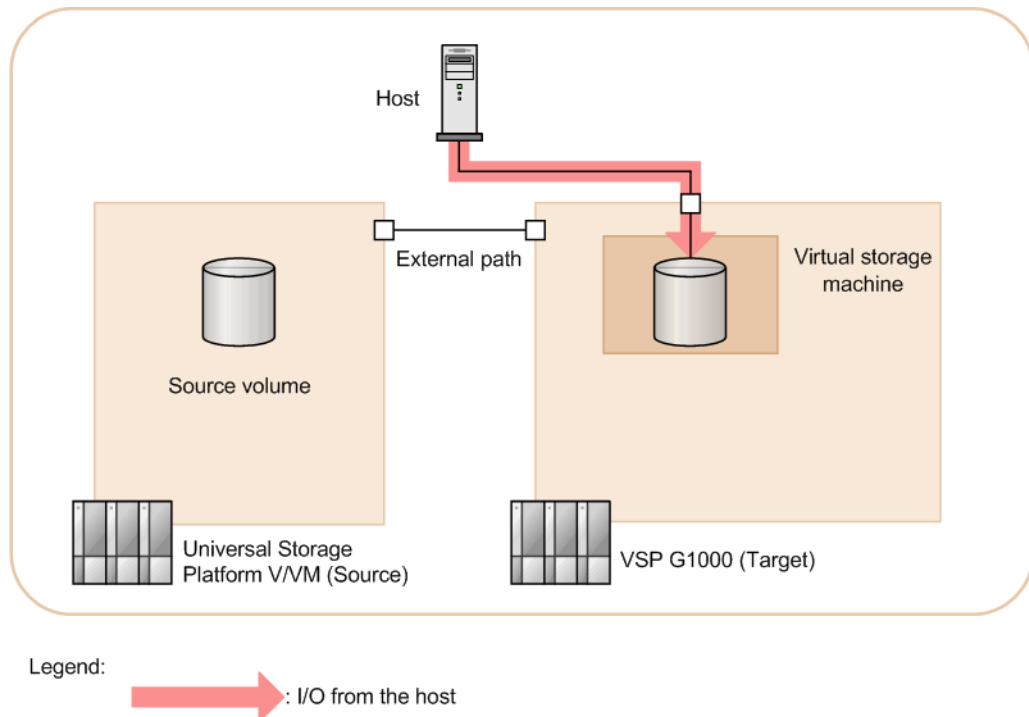 Host
External path
Virtual storage
machine
Source volume
Universal Storage
Platform V/VM (Source)
VSP G1000 (Target)
Legend:
: I/O from the host